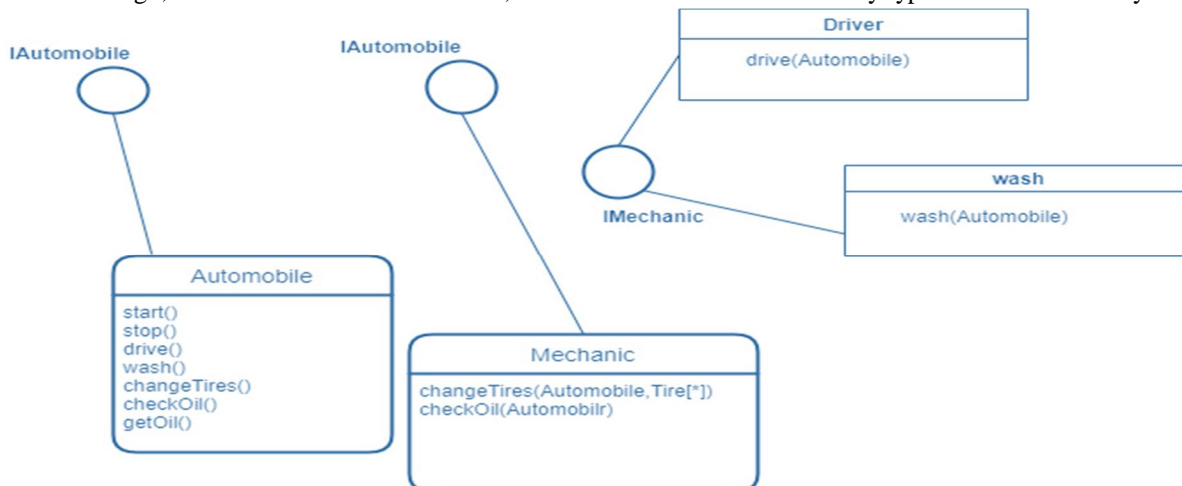 IAutomobile
IAutomobile
Driver
drive(Automobile)
IMechanic
wash
wash(Automobile)
Automobile
start()
stop()
drive()
wash()
changeTires()
checkOil()
getOil()
Mechanic
changeTires(Automobile,Tire[*])
checkOil(Automobilr)